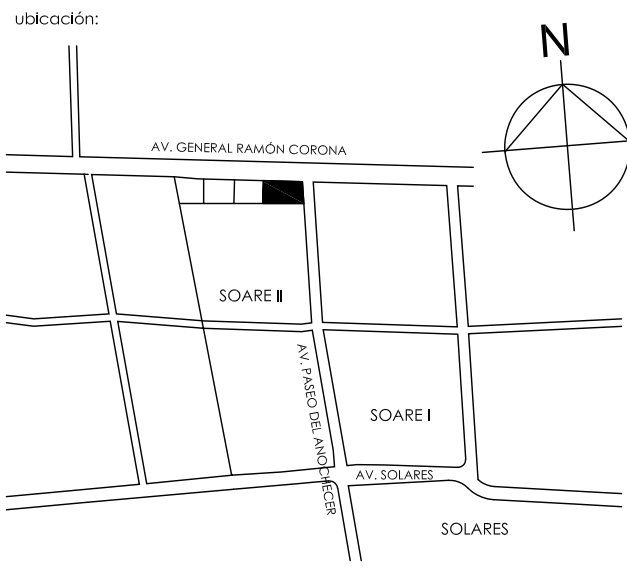 ubicación:
N
AV. GENERAL RAMÓN CORONA
SOARE II
AV. PASEO DEL ANOCHECER
SOARE I
AV. SOLARES
SOLARES